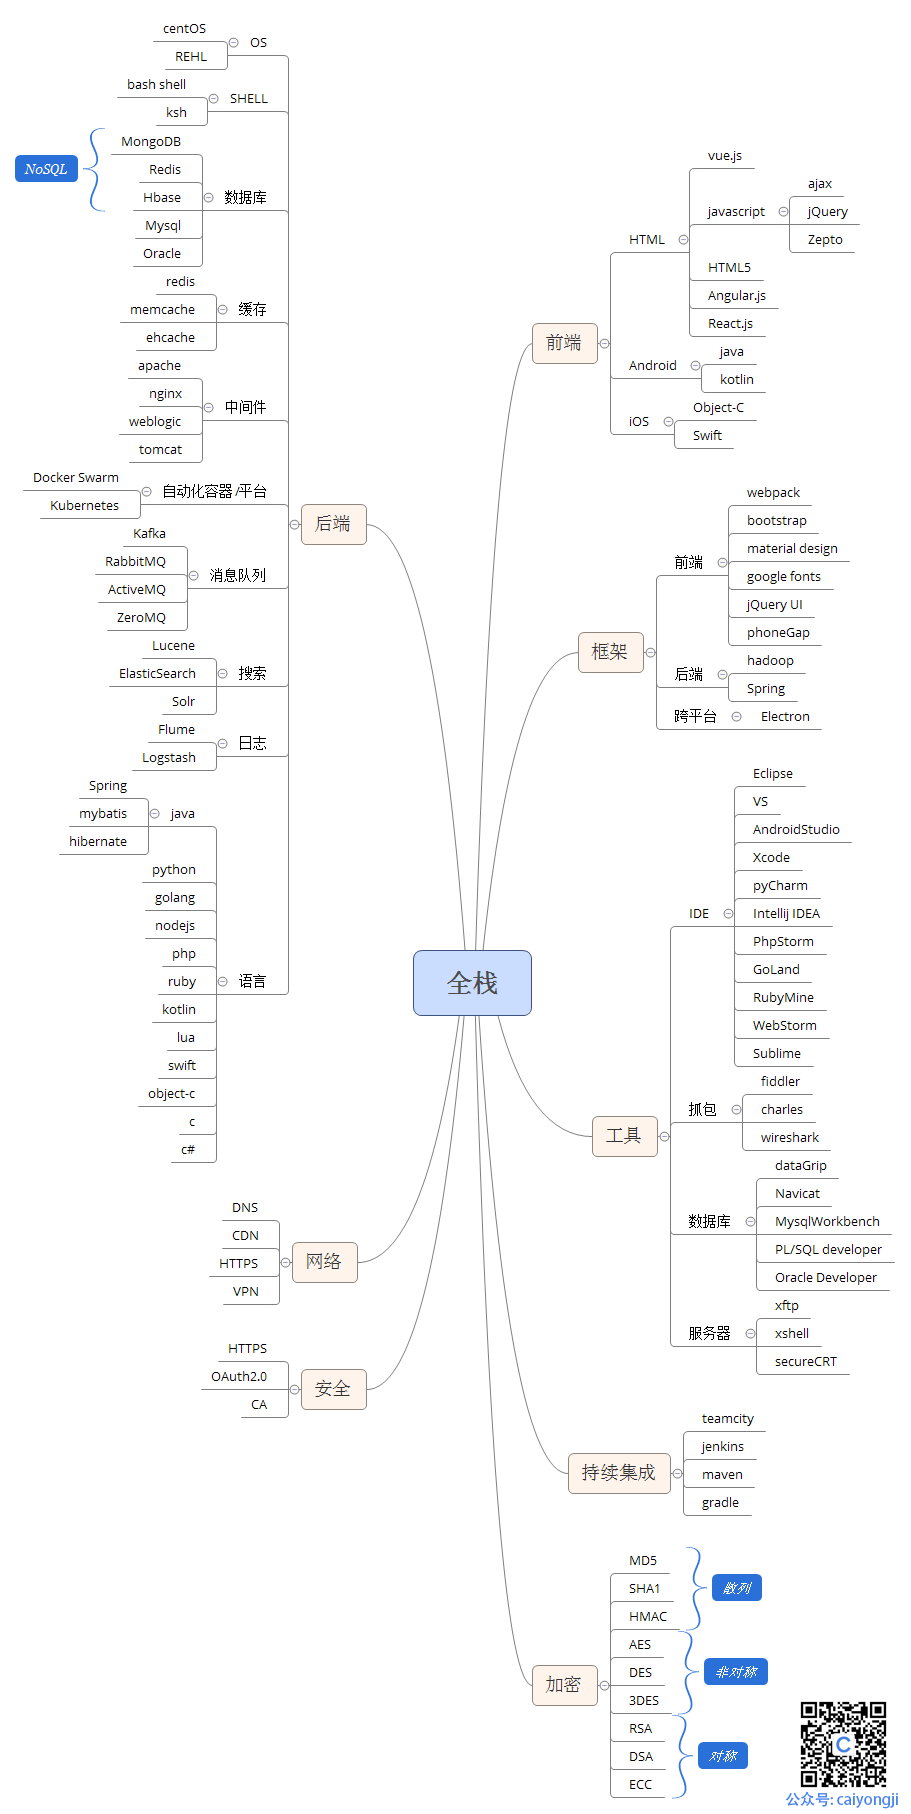 全栈
前端
HTML
vue.js
javascript
ajax
jQuery
Zepto
HTML5
Angular.js
React.js
Android
java
kotlin
iOS
Object-C
Swift
框架
前端
webpack
bootstrap
material design
google fonts
jQuery UI
phoneGap
后端
hadoop
Spring
跨平台
Electron
工具
IDE
Eclipse
VS
AndroidStudio
Xcode
pyCharm
Intellij IDEA
PhpStorm
GoLand
RubyMine
WebStorm
Sublime
抓包
fiddler
charles
wireshark
数据库
dataGrip
Navicat
MysqlWorkbench
PL/SQL developer
Oracle Developer
服务器
xftp
xshell
secureCRT
持续集成
teamcity
jenkins
maven
gradle
加密
MD5
SHA1
HMAC
散列
AES
DES
3DES
非对称
RSA
DSA
ECC
对称
后端
OS
centOS
REHL
SHELL
bash shell
ksh
数据库
MongoDB
Redis
Hbase
NoSQL
Mysql
Oracle
缓存
redis
memcache
ehcache
中间件
apache
nginx
weblogic
tomcat
自动化容器/平台
Docker Swarm
Kubernetes
消息队列
Kafka
RabbitMQ
ActiveMQ
ZeroMQ
搜索
Lucene
ElasticSearch
Solr
日志
Flume
Logstash
语言
java
Spring
mybatis
hibernate
python
golang
nodejs
php
ruby
kotlin
lua
swift
object-c
c
c#
网络
DNS
CDN
HTTPS
VPN
安全
HTTPS
OAuth2.0
CA
C
公众号: caiyongji